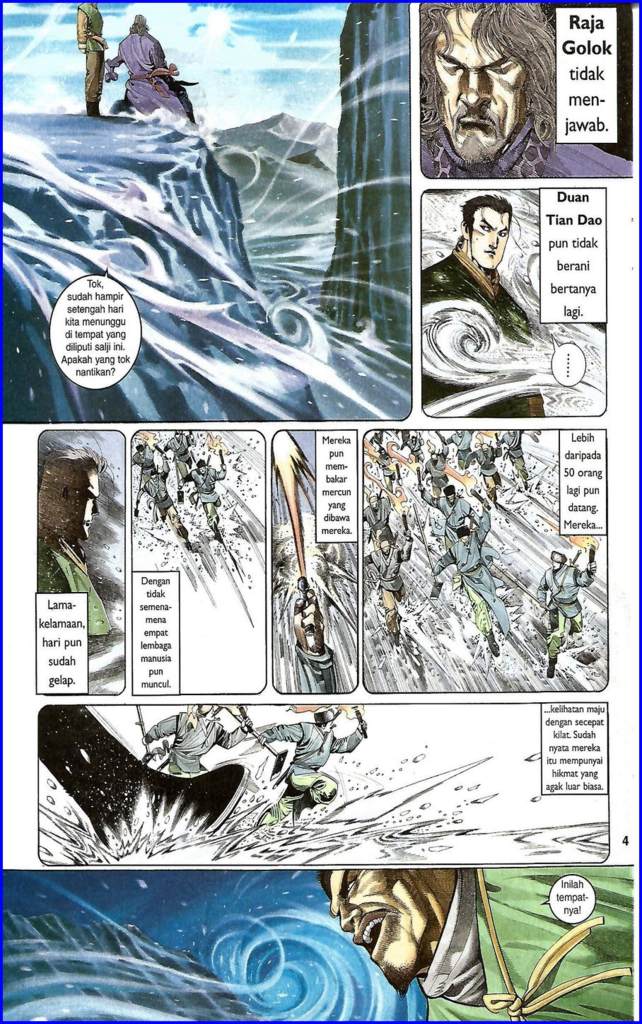 Tok,
sudah hampir
setengah hari
kita menunggu
di tempat yang
diliputi salji ini.
Apakah yang tok
nantikan?
Raja
Golok
tidak
men-
jawab.
Duan
Tian Dao
pun tidak
berani
bertanya
lagi.
......
Lama-
kelamaan,
hari pun
sudah
gelap.
Dengan
tidak
semena-
mena
empat
lembaga
manusia
pun
muncul.
Mereka
pun
mem-
bakar
mercun
yang
dibawa
mereka.
Lebih
daripada
50 orang
lagi pun
datang.
Mereka...
...kelihatan maju
dengan secepat
kilat. Sudah
nyata mereka
itu mempunyai
hikmat yang
agak luar biasa.
4
Inilah
tempat-
nya!